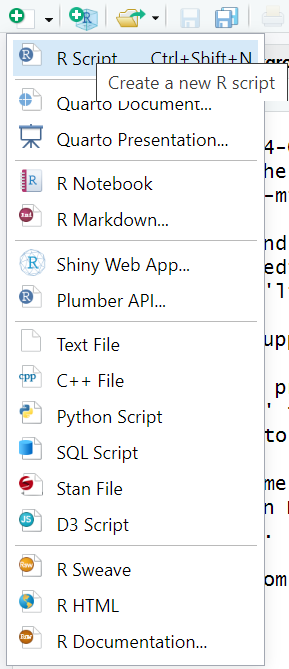 R Script
Ctrl+Shift+N
Create a new R script
Quarto Document...
Quarto Presentation...
R Notebook
R Markdown...
Shiny Web App...
Plumber API...
Text File
C++ File
Python Script
SQL Script
Stan File
D3 Script
R Sweave
R HTML
R Documentation...